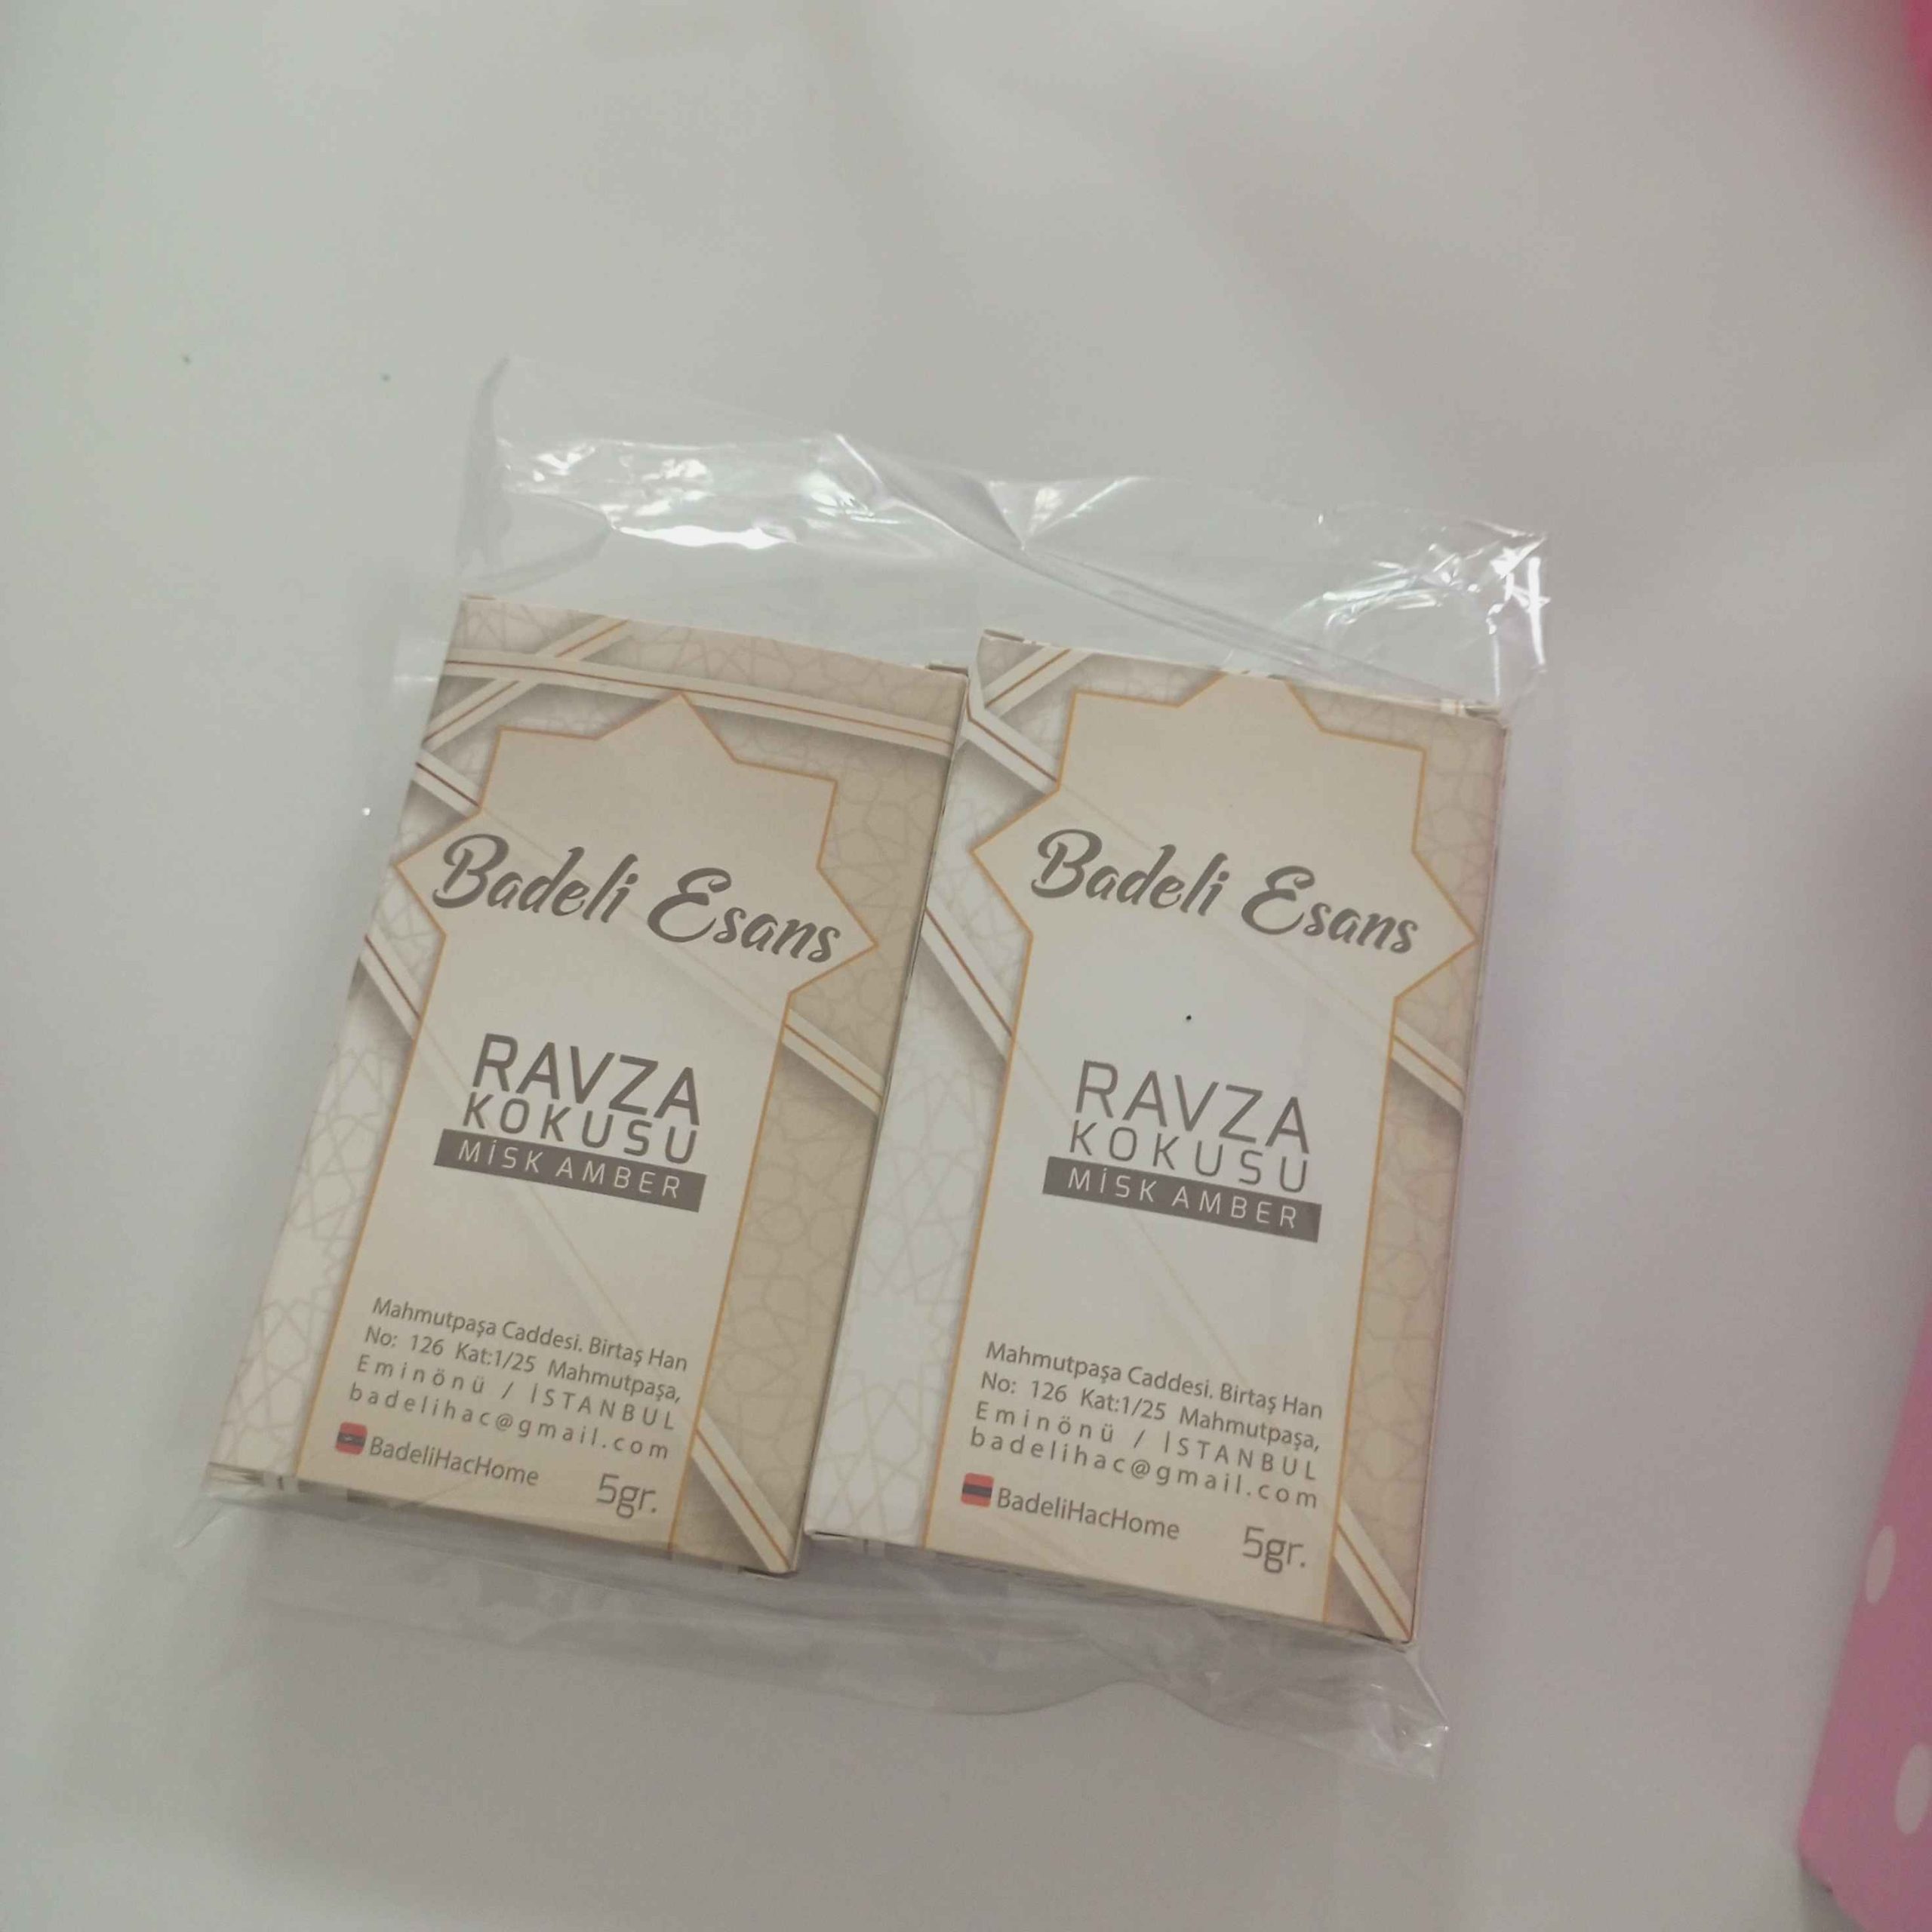 Badeli Esans
RAVZA
KOKUSU
MİSK AMBER
Mahmutpaşa Caddesi. Birtaş Han
No: 126 Kat:1/25 Mahmutpaşa,
Eminönü / İSTANBUL
badelihac@gmail.com
BadeliHacHome
5gr.
Badeli Esans
RAVZA
KOKUSU
MİSK AMBER
Mahmutpaşa Caddesi. Birtaş Han
No: 126 Kat:1/25 Mahmutpaşa,
Eminönü / İSTANBUL
badelihac@gmail.com
BadeliHacHome
5gr.